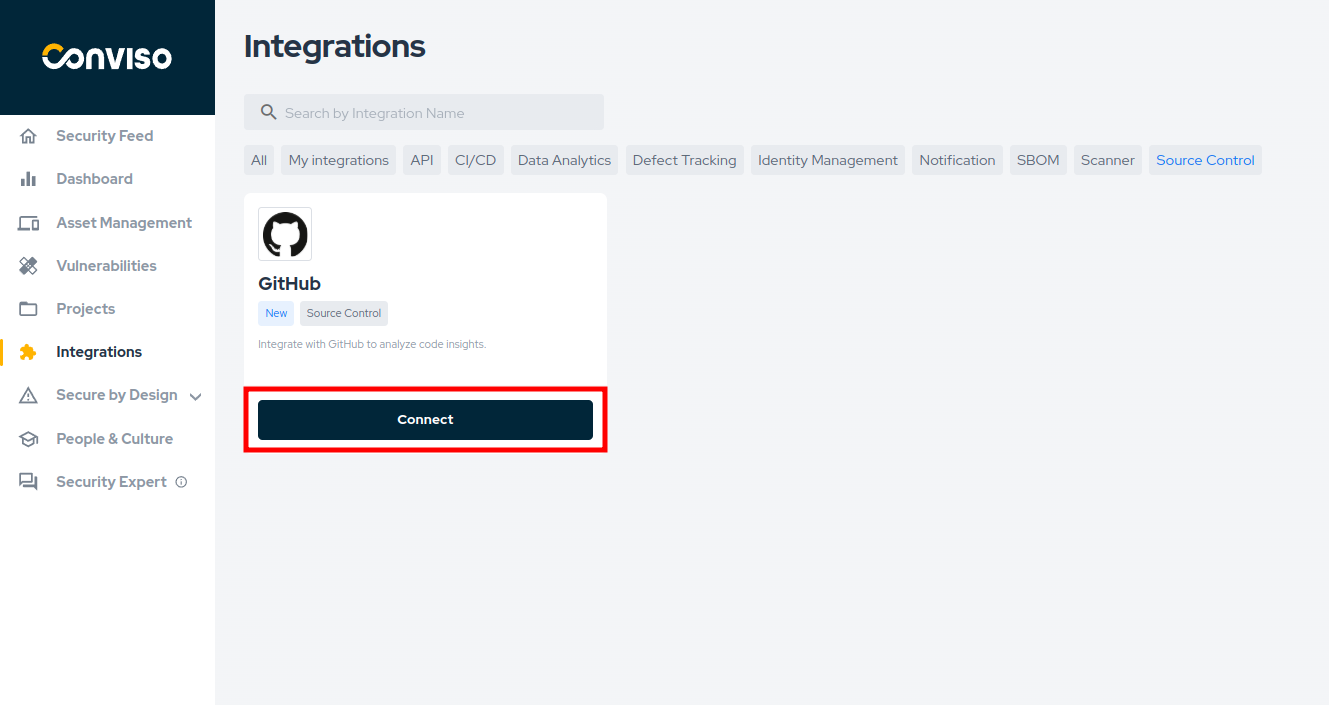 Conviso
Security Feed
Dashboard
Asset Management
Vulnerabilities
Projects
Integrations
Secure by Design
People & Culture
Security Expert
Integrations
Search by Integration Name
All My integrations API CI/CD Data Analytics Defect Tracking Identity Management Notification SBOM Scanner Source Control
GitHub
New Source Control
Integrate with GitHub to analyze code insights.
Connect